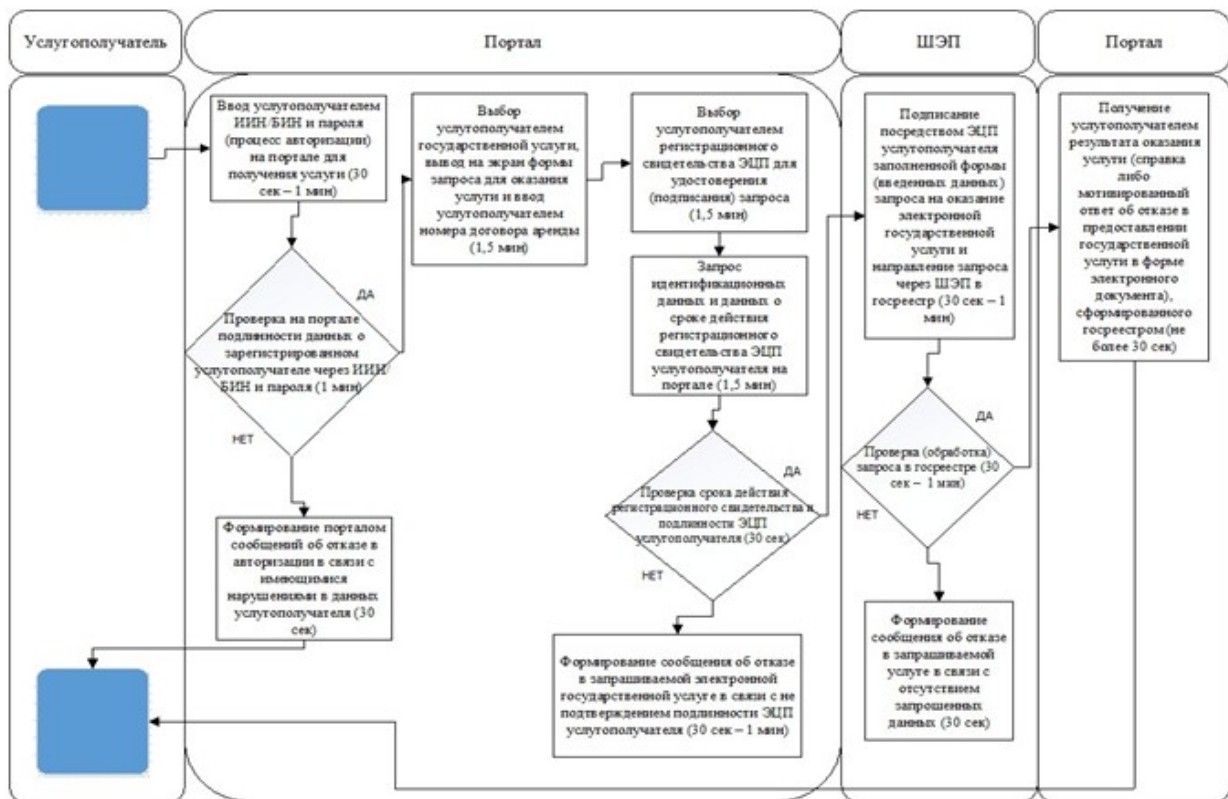 Услугополучатель
Портал
ШЭП
Портал
Ввод услугополучателем
ИИН/БИН и пароля
(процесс авторизации)
на портале для
получения услуги (30
сек – 1 мин)
ДА
Проверка на портале
подлинности данных о
зарегистрированном
услугополучателе через ИИН/
БИН и пароля (1 мин)
НЕТ
Формирование порталом
сообщений об отказе в
авторизации в связи с
имеющимися
нарушениями в данных
услугополучателя (30
сек)
Выбор
услугополучателем
государственной услуги,
вывод на экран формы
запроса для оказания
услуги и ввод
услугополучателем
номера договора аренды
(1,5 мин)
Выбор
услугополучателем
регистрационного
свидетельства ЭЦП для
удостоверения
(подписания) запроса
(1,5 мин)
Запрос
идентификационных
данных и данных о
сроке действия
регистрационного
свидетельства ЭЦП
услугополучателя на
портале (1,5 мин)
ДА
Проверка срока действия
регистрационного свидетельства и
подлинности ЭЦП
услугополучателя (30 сек)
НЕТ
Формирование сообщения об отказе
в запрашиваемой электронной
государственной услуге в связи с не
подтверждением подлинности ЭЦП
услугополучателя (30 сек – 1 мин)
Подписание
посредством ЭЦП
услугополучателя
заполненной формы
(введенных данных)
запроса на оказание
электронной
государственной
услуги и
направление запроса
через ШЭП в
госреестр (30 сек – 1
мин)
ДА
Проверка (обработка)
запроса в госреестре (30
сек – 1 мин)
НЕТ
Формирование
сообщения об отказе
в запрашиваемой
услуге в связи с
отсутствием
запрошенных
данных (30 сек)
Получение
услугополучателем
результата оказания
услуги (справка
либо
мотивированный
ответ об отказе в
предоставлении
государственной
услуги в форме
электронного
документа),
сформированного
госреестром (не
более 30 сек)